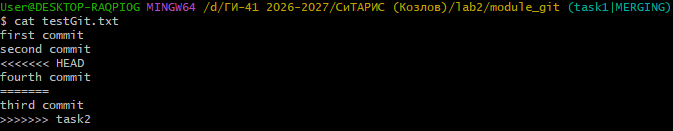 User@DESKTOP-RAQPIOG MINGW64 /d/ГИ-41 2026-2027/СиТАРИС (Козлов)/lab2/module_git (task1|MERGING)
$ cat testGit.txt
first commit
second commit
<<<<<<< HEAD
fourth commit
=======
third commit
>>>>>>> task2